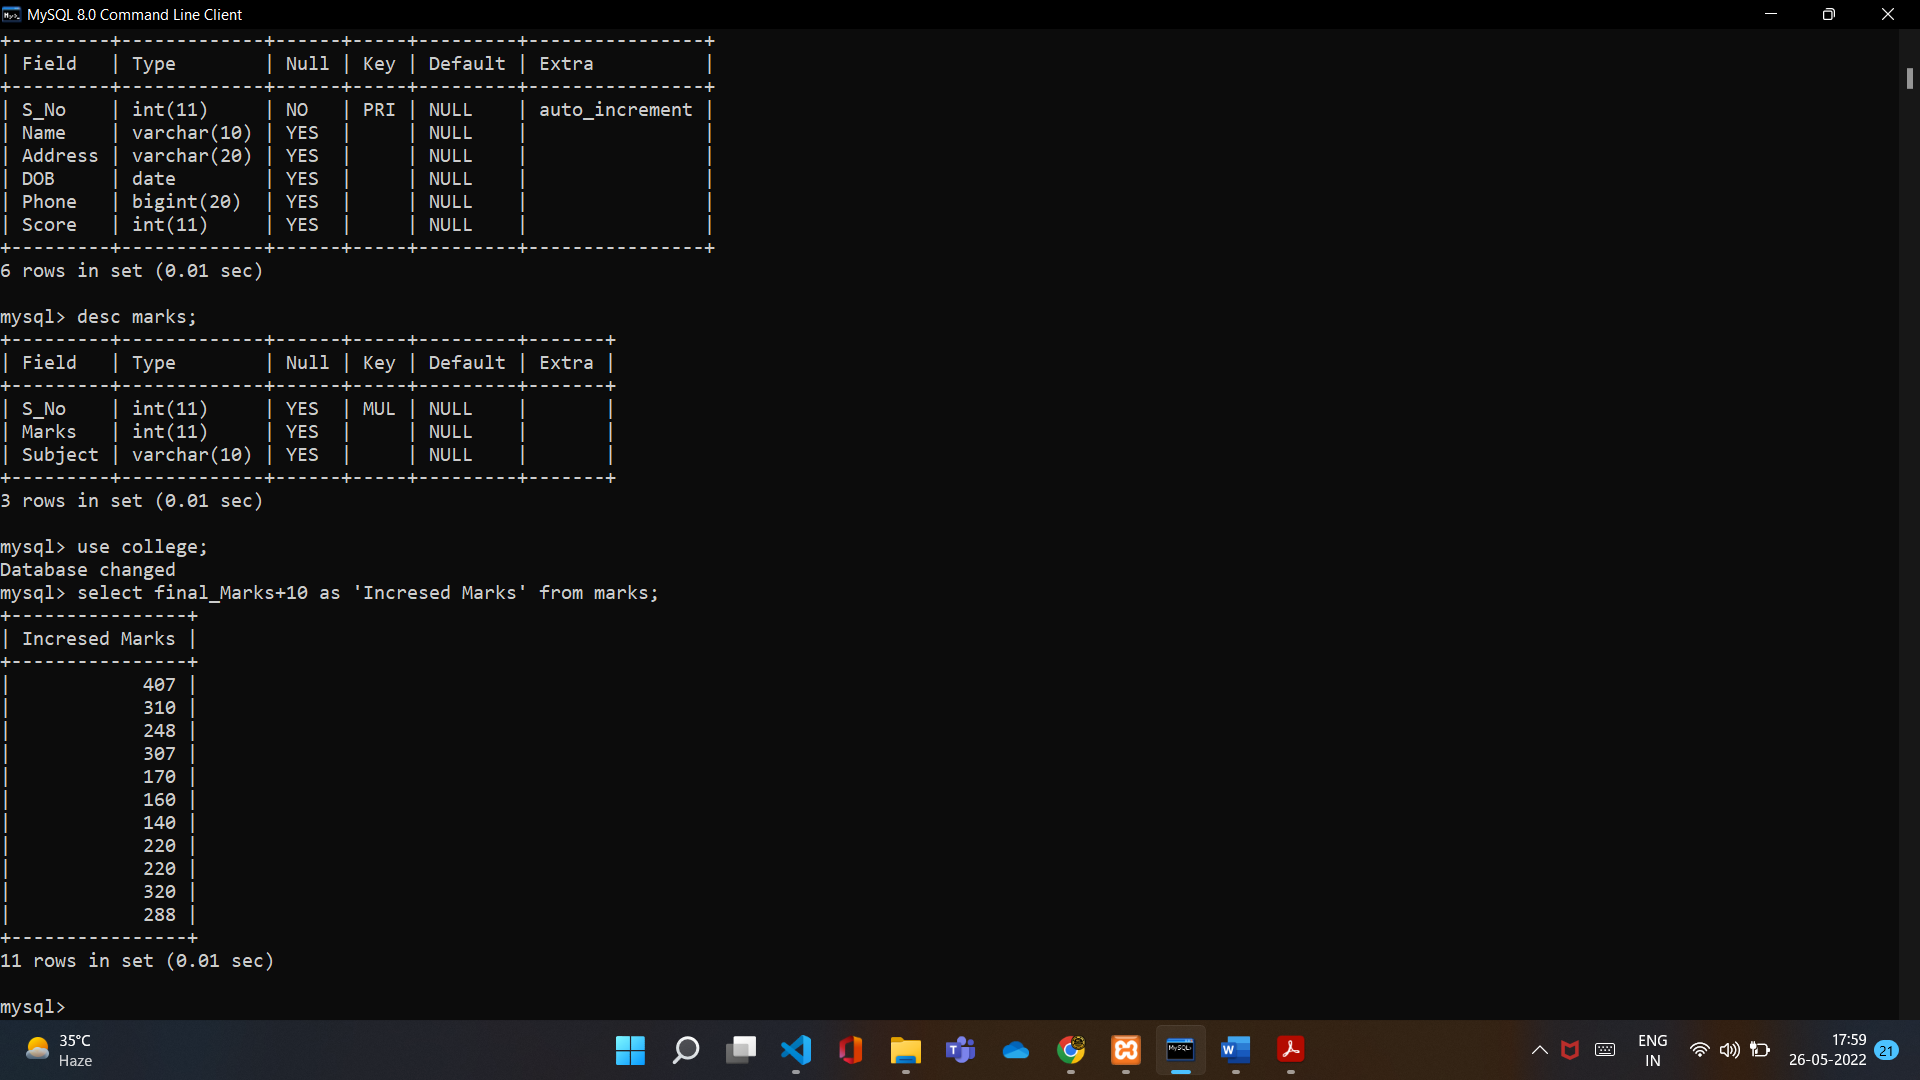 MySQL 8.0 Command Line Client
+---------+-------------+------+-----+---------+----------------+
| Field   | Type        | Null | Key | Default | Extra          |
+---------+-------------+------+-----+---------+----------------+
| S_No    | int(11)     | NO   | PRI | NULL    | auto_increment |
| Name    | varchar(10) | YES  |     | NULL    |                |
| Address | varchar(20) | YES  |     | NULL    |                |
| DOB     | date        | YES  |     | NULL    |                |
| Phone   | bigint(20)  | YES  |     | NULL    |                |
| Score   | int(11)     | YES  |     | NULL    |                |
+---------+-------------+------+-----+---------+----------------+
6 rows in set (0.01 sec)
mysql> desc marks;
+---------+-------------+------+-----+---------+-------+
| Field   | Type        | Null | Key | Default | Extra |
+---------+-------------+------+-----+---------+-------+
| S_No    | int(11)     | YES  | MUL | NULL    |       |
| Marks   | int(11)     | YES  |     | NULL    |       |
| Subject | varchar(10) | YES  |     | NULL    |       |
+---------+-------------+------+-----+---------+-------+
3 rows in set (0.01 sec)
mysql> use college;
Database changed
mysql> select final_Marks+10 as 'Incresed Marks' from marks;
+----------------+
| Incresed Marks |
+----------------+
|            407 |
|            310 |
|            248 |
|            307 |
|            170 |
|            160 |
|            140 |
|            220 |
|            220 |
|            320 |
|            288 |
+----------------+
11 rows in set (0.01 sec)
mysql>
35°C
Haze
MySQL
ENG
IN
17:59
26-05-2022
21